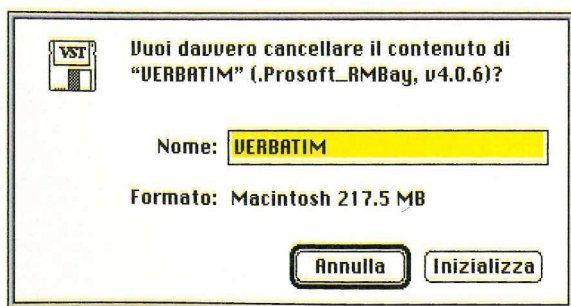 VST
Vuoi davvero cancellare il contenuto di
“VERBATIM” (.Prosoft_RMBay, v4.0.6)?
Nome: VERBATIM
Formato: Macintosh 217.5 MB
Annulla Inizializza